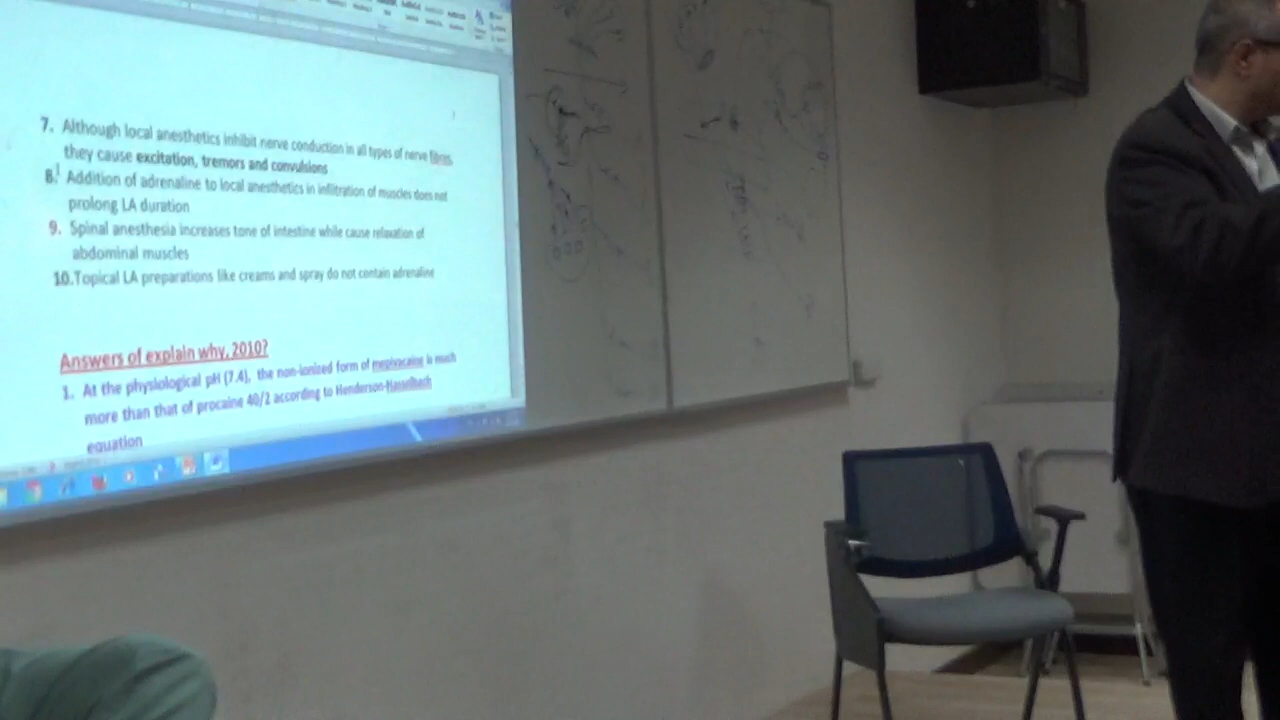 7. Although local anesthetics inhibit nerve conduction in all types of nerve fibres,
they cause excitation, tremors and convulsions
8. Addition of adrenaline to local anesthetics in infiltration of muscles does not
prolong LA duration
9. Spinal anesthesia increases tone of intestine while cause relaxation of
abdominal muscles
10.Topical LA preparations like creams and spray do not contain adrenaline
Answers of explain why, 2010?
1. At the physiological pH (7.4), the non-ionized form of mepivacaine is much
more than that of procaine 40/2 according to Henderson-Hasselbach
equation